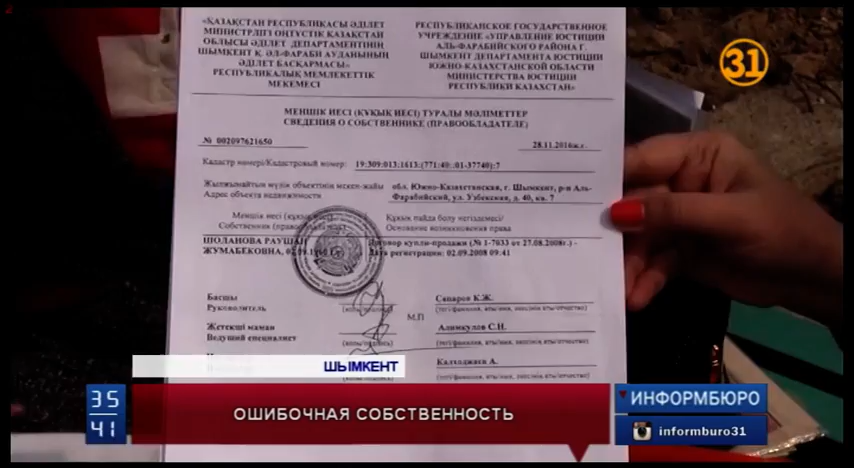 «ҚАЗАҚСТАН РЕСПУБЛИКАСЫ ӘДІЛЕТ
МИНИСТРЛІГІ ОҢТҮСТІК ҚАЗАҚСТАН
ОБЛЫСЫ ӘДІЛЕТ ДЕПАРТАМЕНТІНІҢ
ШЫМКЕНТ Қ. ӘЛ-ФАРАБИ АУДАНЫНЫҢ
ӘДІЛЕТ БАСҚАРМАСЫ»
РЕСПУБЛИКАЛЫҚ МЕМЛЕКЕТТІК
МЕКЕМЕСІ
РЕСПУБЛИКАНСКОЕ ГОСУДАРСТВЕННОЕ
УЧРЕЖДЕНИЕ «УПРАВЛЕНИЕ ЮСТИЦИИ
АЛЬ-ФАРАБИЙСКОГО РАЙОНА Г.
ШЫМКЕНТ ДЕПАРТАМЕНТА ЮСТИЦИИ
ЮЖНО-КАЗАХСТАНСКОЙ ОБЛАСТИ
МИНИСТЕРСТВА ЮСТИЦИИ
РЕСПУБЛИКИ КАЗАХСТАН»
31
МЕНШІК ИЕСІ (ҚҰҚЫҚ ИЕСІ) ТУРАЛЫ МӘЛІМЕТТЕР
СВЕДЕНИЯ О СОБСТВЕННИКЕ (ПРАВООБЛАДАТЕЛЕ)
№ 002097621650
28.11.2016ж.г.
Кадастр нөмері/Кадастровый номер: 19:309:013:1613:(771:49:.01-37740):7
Жылжымайтын мүлік объектінің мекен-жайы
Адрес объекта недвижимости
обл. Южно-Казахстанская, г. Шымкент, р-н Аль-
Фарабийский, ул. Узбекская, д. 40, кв. 7
Меншік иесі (құқық иесі)
Собственник
Құқық пайда болу негіздемесі/
Основание возникновения права
ШОЛАНОВА РАУШАН
ЖУМАБЕКОВНА,
Договор купли-продажи (№ 1-7033 от 27.08.2008г.) -
Дата регистрации: 02.09.2008 09:41
Басшы
Руководитель
Сапаров К.Ж.
М.П
Жетекші маман
Ведущий специалист
Алимкулов С.Н.
Калходжаев А.
ШЫМКЕНТ
35
41
ОШИБОЧНАЯ СОБСТВЕННОСТЬ
ИНФОРМБЮРО
informburo31